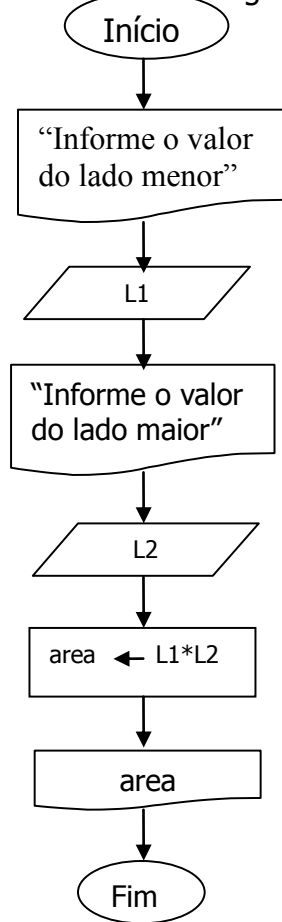 Início
“Informe o valor
do lado menor”
L1
“Informe o valor
do lado maior”
L2
area ← L1*L2
area
Fim